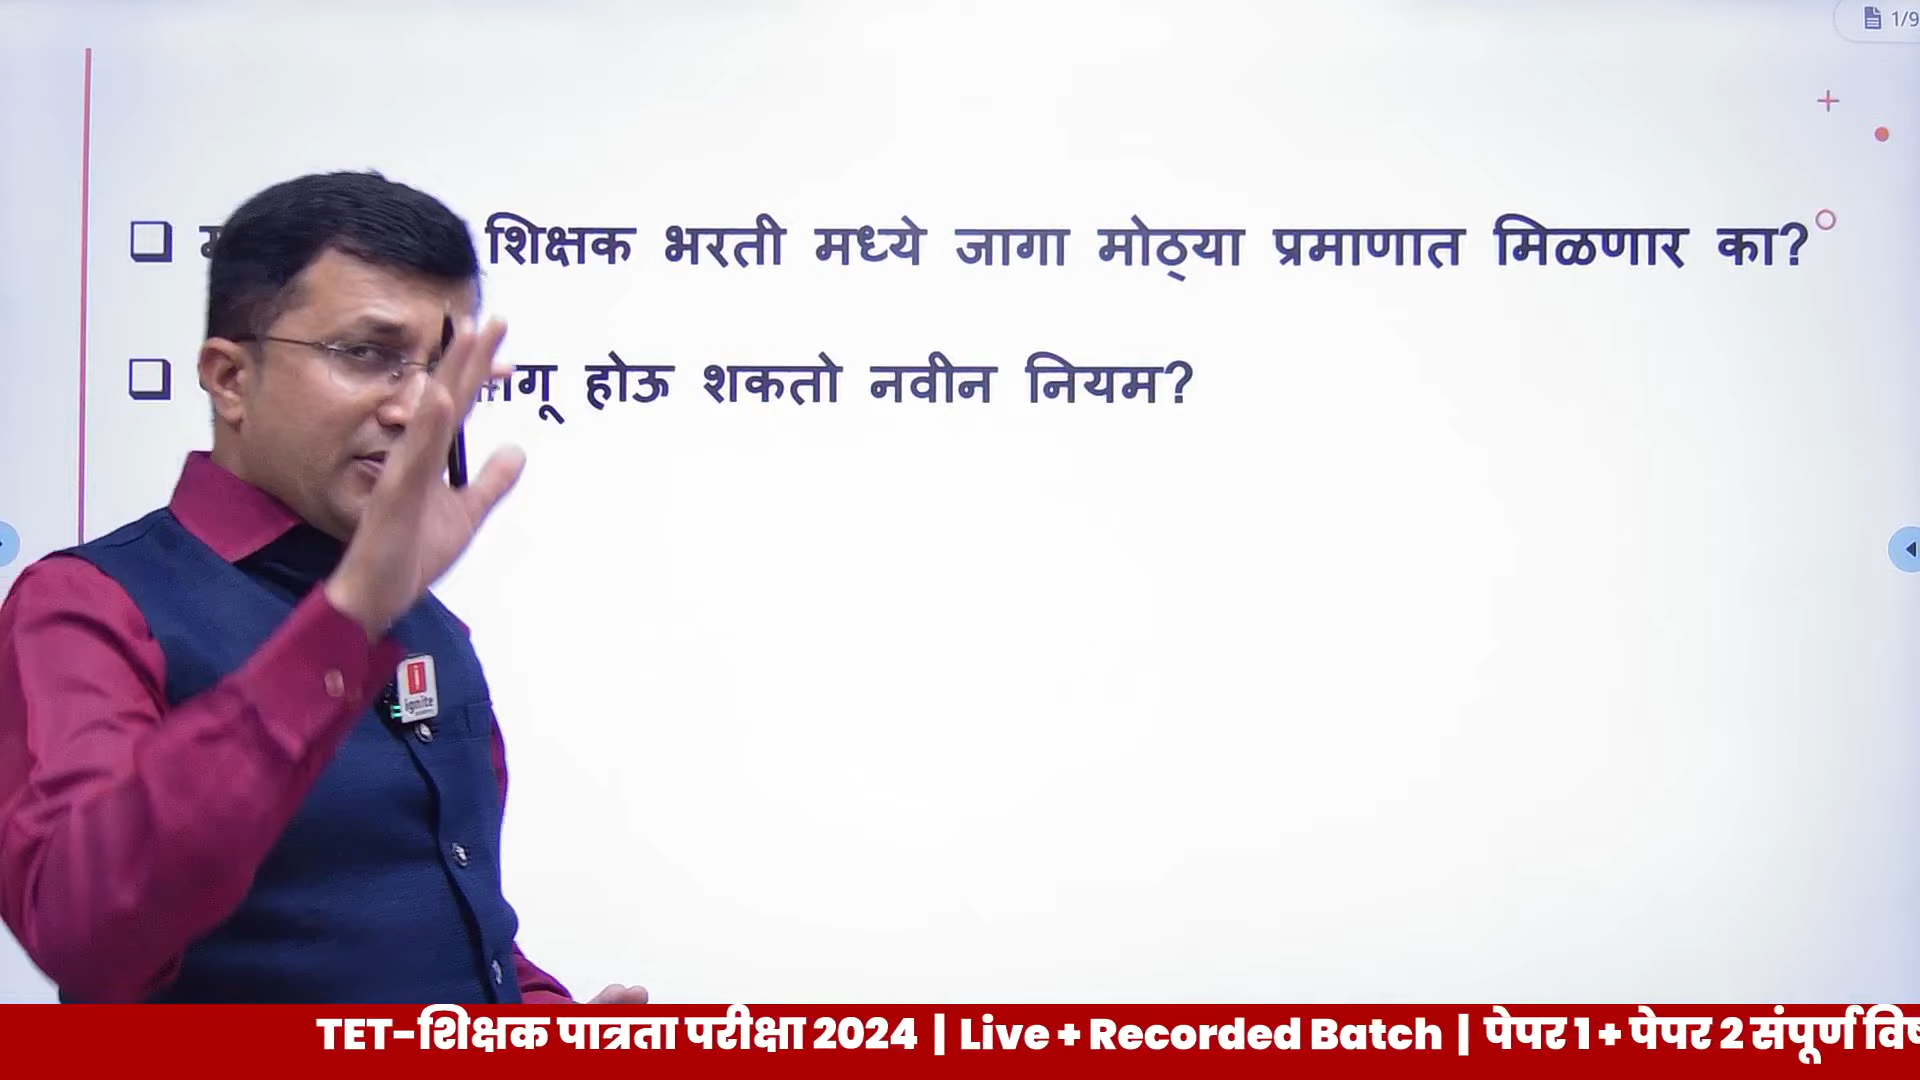 1/9
शिक्षक भरती मध्ये जागा मोठ्या प्रमाणात मिळणार का?
होऊ शकतो नवीन नियम?
i
ignite
TET-शिक्षक पात्रता परीक्षा 2024 | Live + Recorded Batch | पेपर 1 + पेपर 2 संपूर्ण